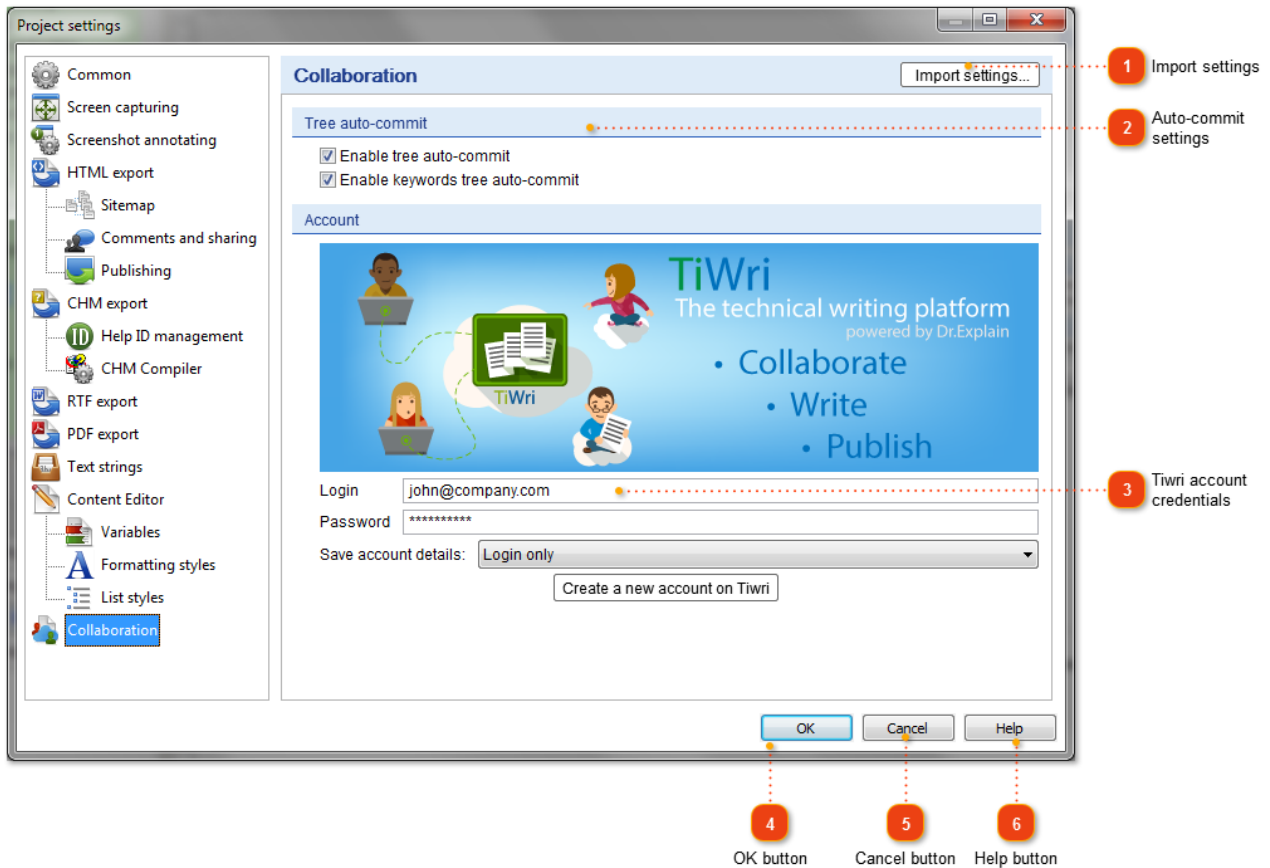 Project settings
Common
Screen capturing
Screenshot annotating
HTML export
Sitemap
Comments and sharing
Publishing
CHM export
ID
Help ID management
CHM Compiler
RTF export
PDF export
Text strings
Content Editor
Variables
A
Formatting styles
List styles
Collaboration
Collaboration
Import settings...
Tree auto-commit
Enable tree auto-commit
Enable keywords tree auto-commit
Account
TiWri
TiWri
The technical writing platform
powered by Dr.Explain
• Collaborate
• Write
• Publish
Login john@company.com
Password **********
Save account details: Login only
Create a new account on Tiwri
OK Cancel Help
1 Import settings
2 Auto-commit
settings
3 Tiwri account
credentials
4 5 6
OK button Cancel button Help button